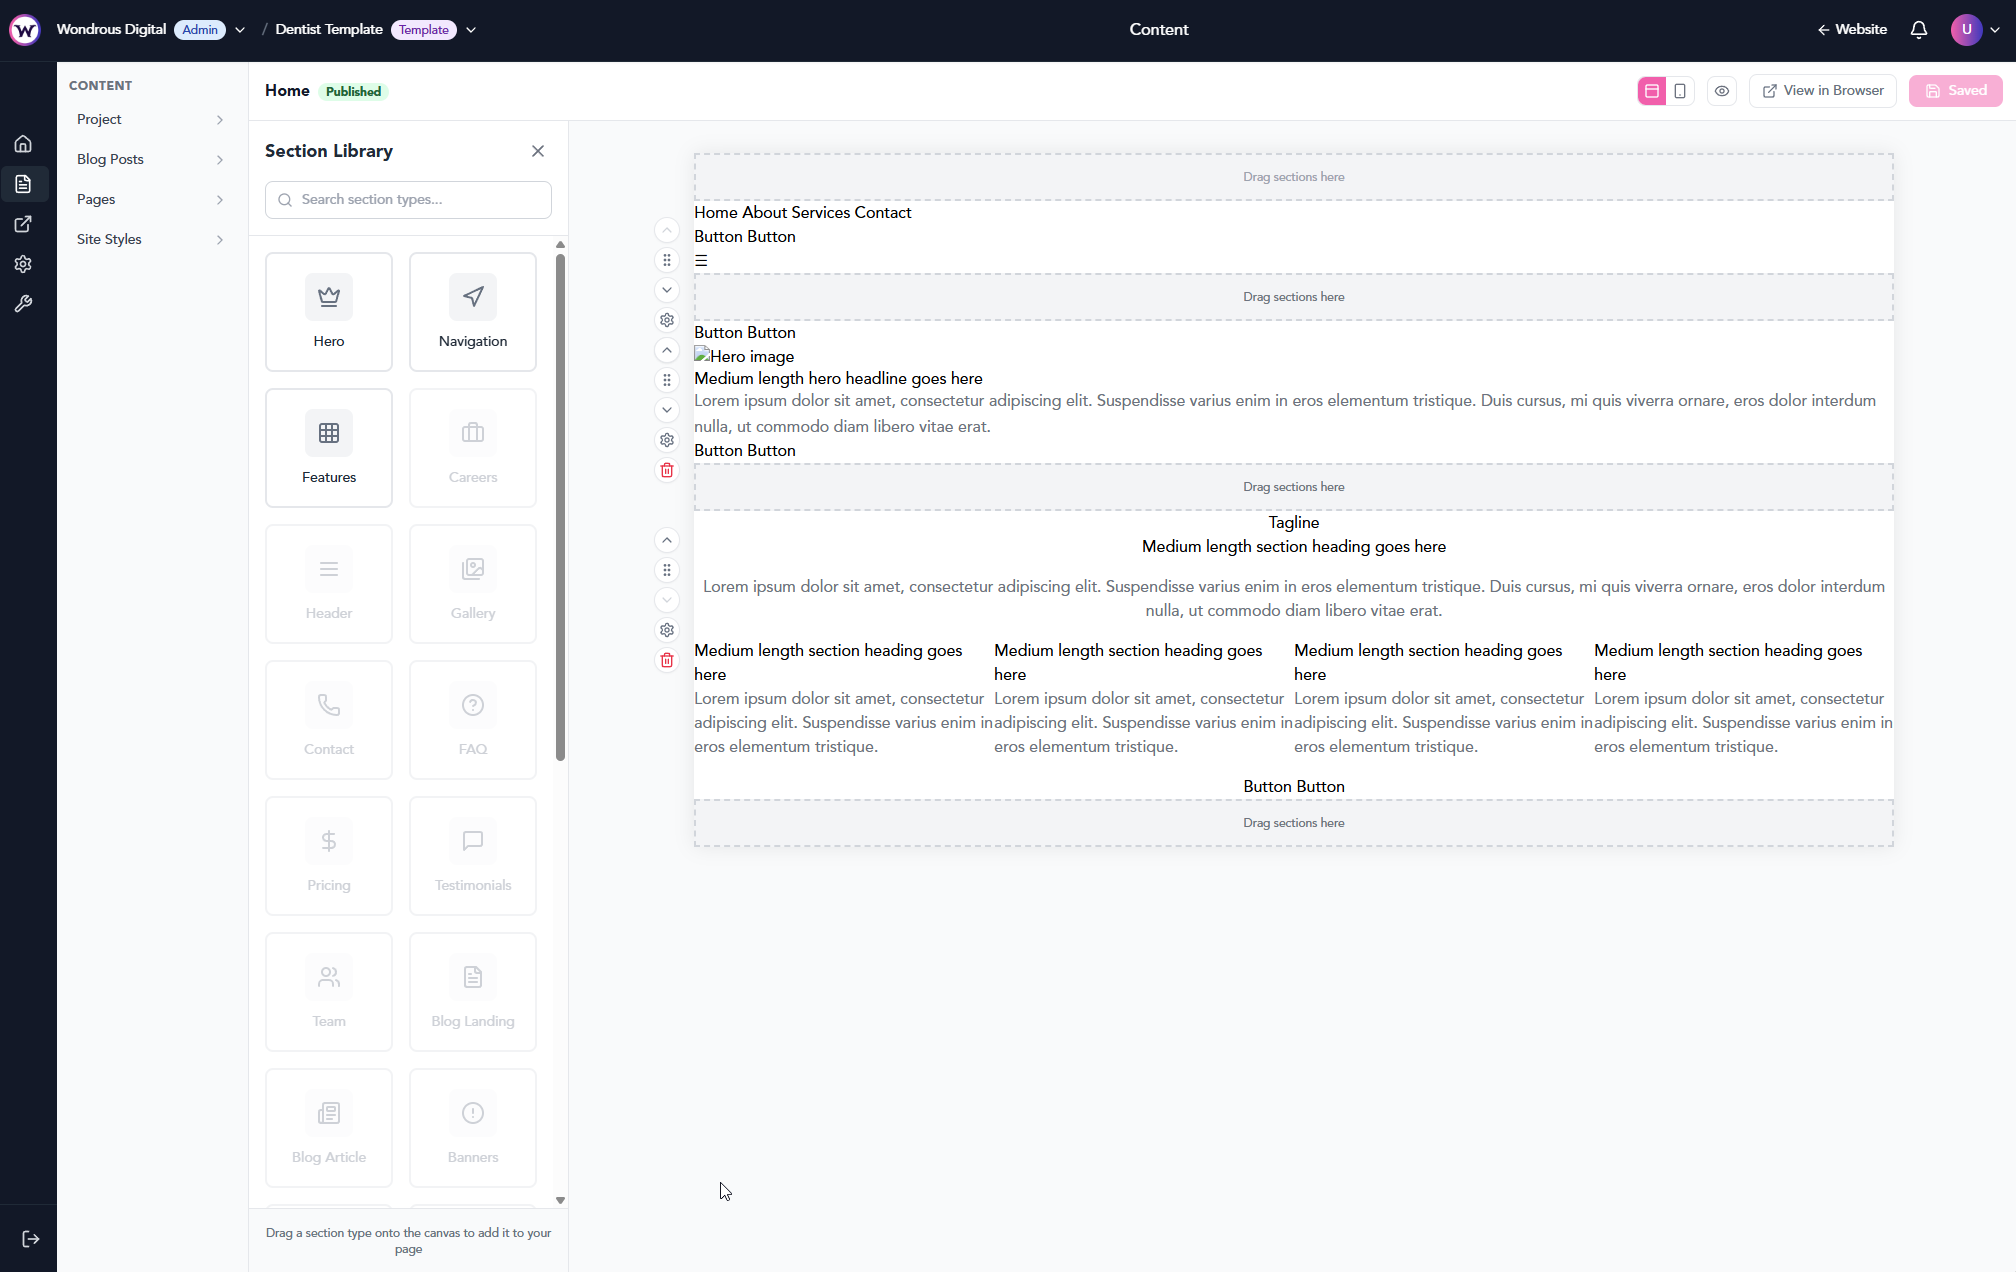 Wondrous Digital Admin / Dentist Template Template
Content
Website
U
CONTENT
Project
Blog Posts
Pages
Site Styles
Home Published
View in Browser
Saved
Section Library
Search section types...
Hero
Navigation
Features
Careers
Header
Gallery
Contact
FAQ
Pricing
Testimonials
Team
Blog Landing
Blog Article
Banners
Drag a section type onto the canvas to add it to your
page
Drag sections here
Home About Services Contact
Button Button
☰
Drag sections here
Button Button
Hero image
Medium length hero headline goes here
Lorem ipsum dolor sit amet, consectetur adipiscing elit. Suspendisse varius enim in eros elementum tristique. Duis cursus, mi quis viverra ornare, eros dolor interdum
nulla, ut commodo diam libero vitae erat.
Button Button
Drag sections here
Tagline
Medium length section heading goes here
Lorem ipsum dolor sit amet, consectetur adipiscing elit. Suspendisse varius enim in eros elementum tristique. Duis cursus, mi quis viverra ornare, eros dolor interdum
nulla, ut commodo diam libero vitae erat.
Medium length section heading goes
here
Lorem ipsum dolor sit amet, consectetur
adipiscing elit. Suspendisse varius enim in
eros elementum tristique.
Medium length section heading goes
here
Lorem ipsum dolor sit amet, consectetur
adipiscing elit. Suspendisse varius enim in
eros elementum tristique.
Medium length section heading goes
here
Lorem ipsum dolor sit amet, consectetur
adipiscing elit. Suspendisse varius enim in
eros elementum tristique.
Medium length section heading goes
here
Lorem ipsum dolor sit amet, consectetur
adipiscing elit. Suspendisse varius enim in
eros elementum tristique.
Button Button
Drag sections here